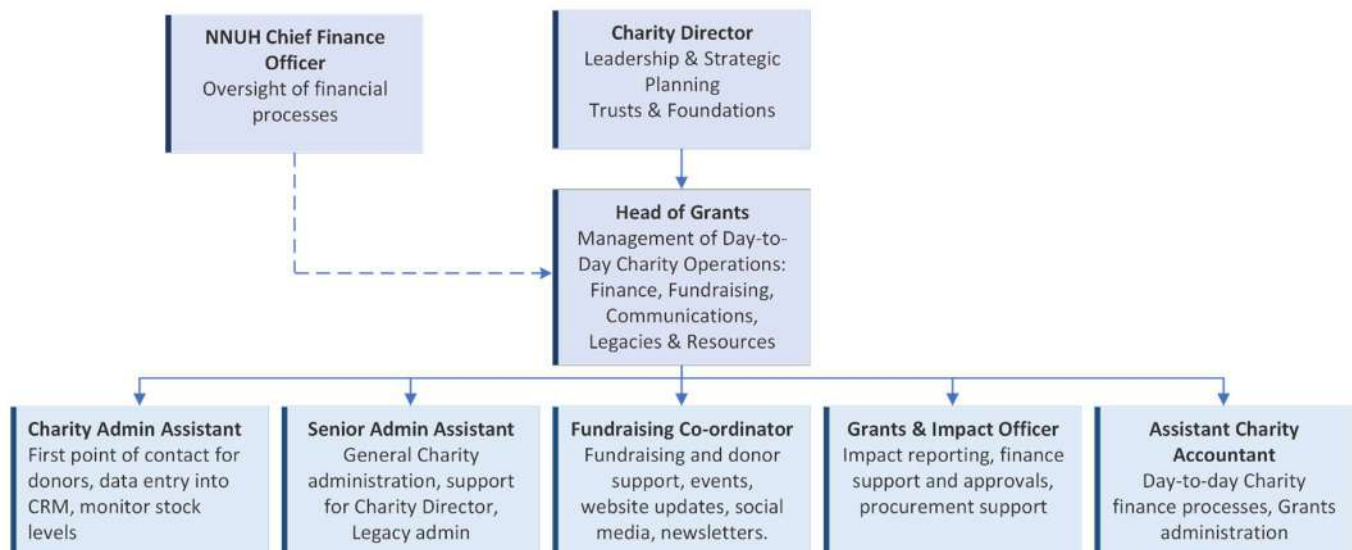 NNUH Chief Finance
Officer
Oversight of financial
processes
Charity Director
Leadership & Strategic
Planning
Trusts & Foundations
Head of Grants
Management of Day-to-
Day Charity Operations:
Finance, Fundraising,
Communications,
Legacies & Resources
Charity Admin Assistant
First point of contact for
donors, data entry into
CRM, monitor stock
levels
Senior Admin Assistant
General Charity
administration, support
for Charity Director,
Legacy admin
Fundraising Co-ordinator
Fundraising and donor
support, events,
website updates, social
media, newsletters.
Grants & Impact Officer
Impact reporting, finance
support and approvals,
procurement support
Assistant Charity
Accountant
Day-to-day Charity
finance processes, Grants
administration